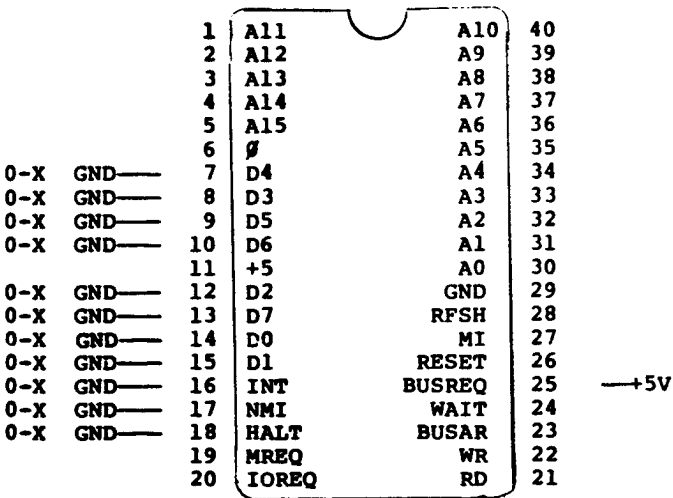 1 A11 A10 40
2 A12 A9 39
3 A13 A8 38
4 A14 A7 37
5 A15 A6 36
6 ø A5 35
0-X GND 7 D4 A4 34
0-X GND 8 D3 A3 33
0-X GND 9 D5 A2 32
0-X GND 10 D6 A1 31
11 +5 A0 30
0-X GND 12 D2 GND 29
0-X GND 13 D7 RFSH 28
0-X GND 14 D0 MI 27
0-X GND 15 D1 RESET 26
0-X GND 16 INT BUSREQ 25 +5V
0-X GND 17 NMI WAIT 24
0-X GND 18 HALT BUSAR 23
19 MREQ WR 22
20 IOREQ RD 21